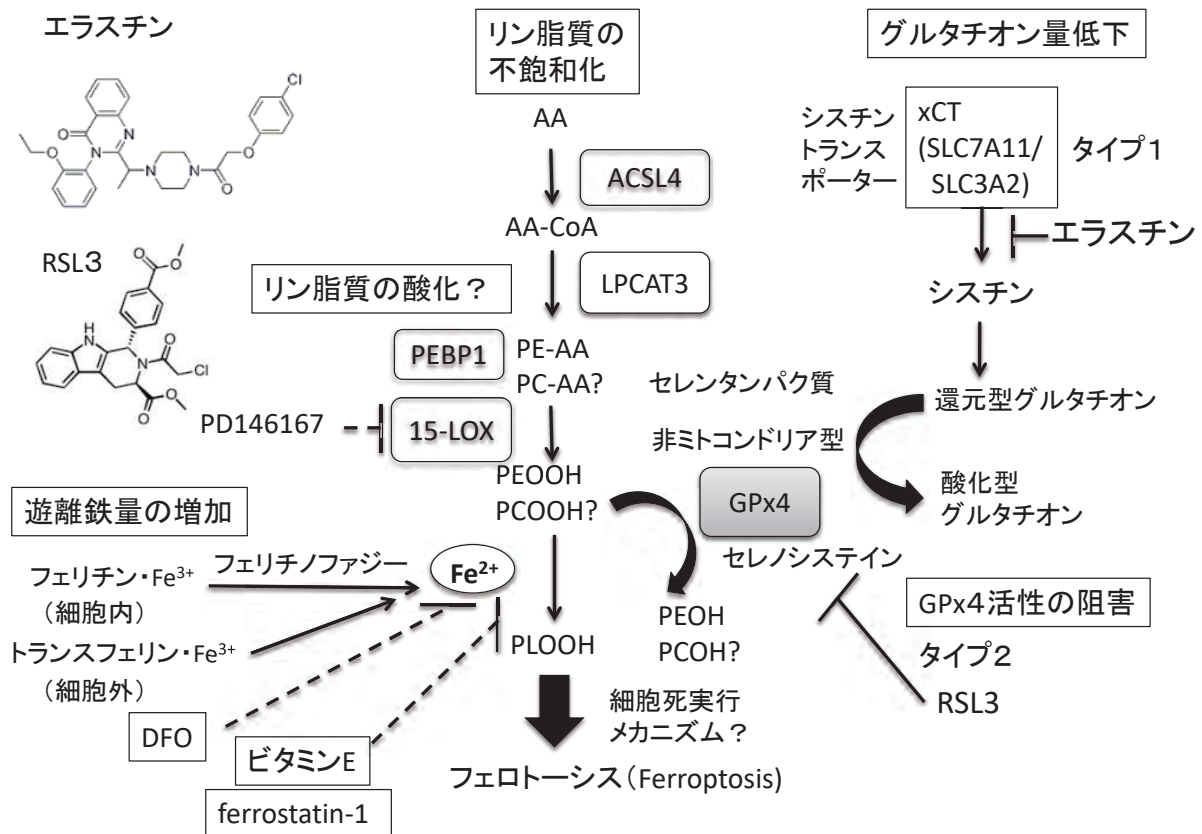 エラスチン
Cl
O
N
O
N
N
N
O
O
RSL3
O
O
H
N
O
N
Cl
O
O
リン脂質の
不飽和化
AA
ACSL4
AA-CoA
LPCAT3
リン脂質の酸化？
PEBP1
PE-AA
PC-AA?
PD146167
15-LOX
PEOOH
PCOOH?
グルタチオン量低下
シスチン
トランス
ポーター
xCT
(SLC7A11/
SLC3A2)
タイプ1
エラスチン
シスチン
セレンタンパク質
還元型グルタチオン
非ミトコンドリア型
GPx4
酸化型
グルタチオン
セレノシステイン
遊離鉄量の増加
フェリチン・Fe³⁺
（細胞内）
フェリチノファジー
Fe²⁺
トランスフェリン・Fe³⁺
（細胞外）
PLOOH
PEOH
PCOH?
GPx4活性の阻害
タイプ2
RSL3
DFO
ビタミンE
ferrostatin-1
細胞死実行
メカニズム？
フェロトーシス（Ferroptosis)